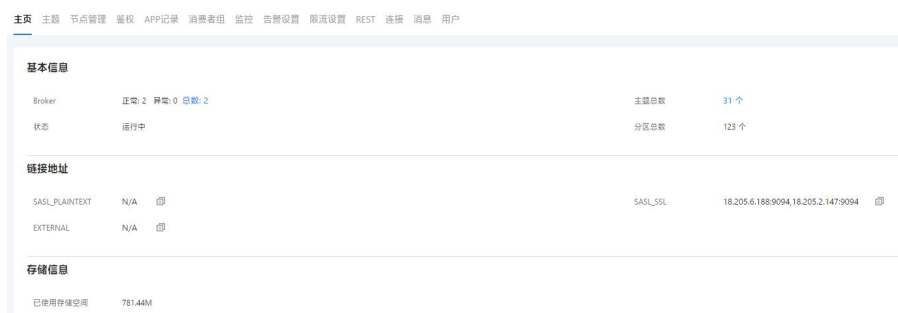 主页 主题 节点管理 鉴权 APP记录 消费者组 监控 告警设置 限流设置 REST 连接 消息 用户
基本信息
Broker 正常: 2 异常: 0 总数: 2 主题总数 31 个
状态 运行中 分区总数 123 个
链接地址
SASL_PLAINTEXT N/A SASL_SSL 18.205.6.188:9094,18.205.2.147:9094
EXTERNAL N/A
存储信息
已使用存储空间 781.44M